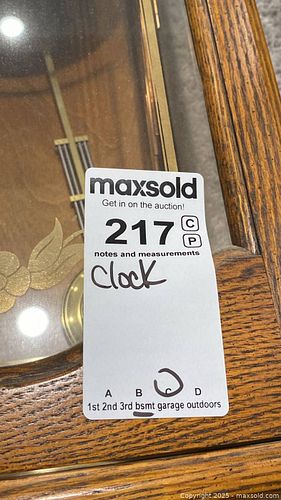 maxsold
Get in on the auction!
217 C
P
notes and measurements
Clock
A B C D
1st 2nd 3rd bsmt garage outdoors
Copyright 2025 - maxsold.com